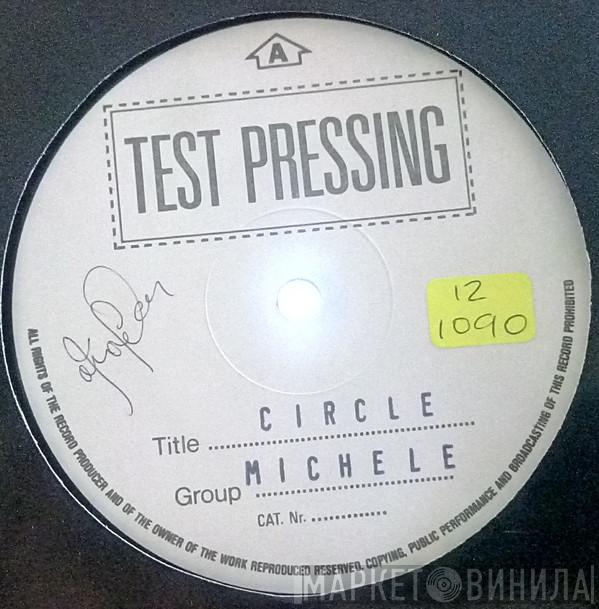 A
TEST PRESSING
12
1090
Title ........ CIRCLE
Group ........ MICHELE
CAT. Nr. ........
ALL RIGHTS OF THE RECORD PRODUCER AND OF THE OWNER OF THE WORK REPRODUCED RESERVED. COPYING, PUBLIC PERFORMANCE AND BROADCASTING OF THIS RECORD PROHIBITED
МАРКЕТ ВИНИЛА